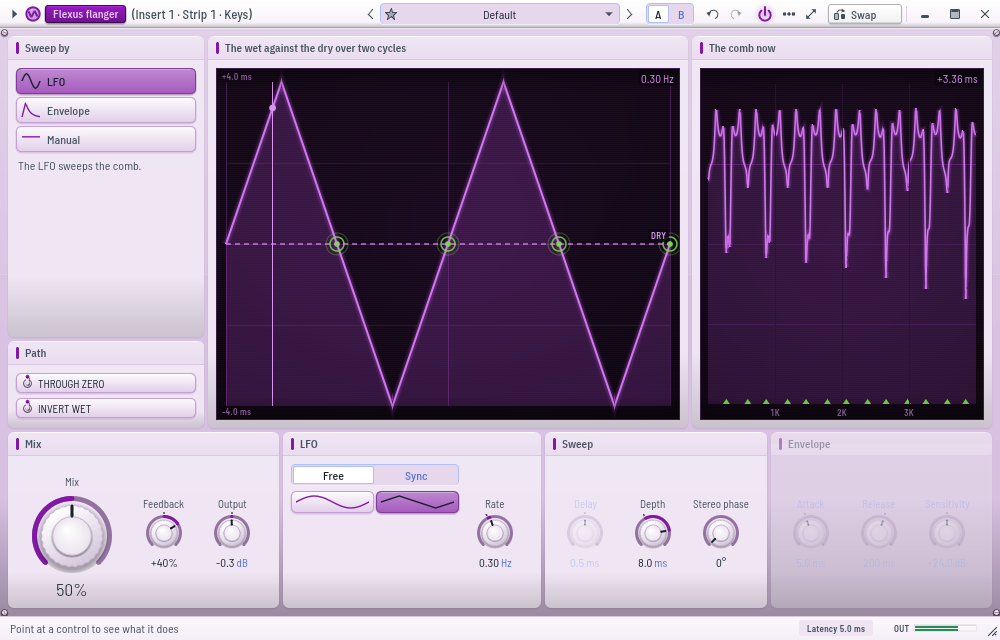 Flexus flanger (Insert 1 · Strip 1 · Keys) Default A B Swap
Sweep by
LFO
Envelope
Manual
The LFO sweeps the comb.
Path
THROUGH ZERO
INVERT WET
The wet against the dry over two cycles
+4.0 ms 0.30 Hz
DRY
-4.0 ms
The comb now
+3.36 ms
1K 2K 3K
Mix
Mix
50%
Feedback
+40%
Output
-0.3 dB
LFO
Free Sync
Rate
0.30 Hz
Sweep
Delay
0.5 ms
Depth
8.0 ms
Stereo phase
0°
Envelope
Attack
5.0 ms
Release
200 ms
Sensitivity
Point at a control to see what it does
Latency 5.0 ms
OUT